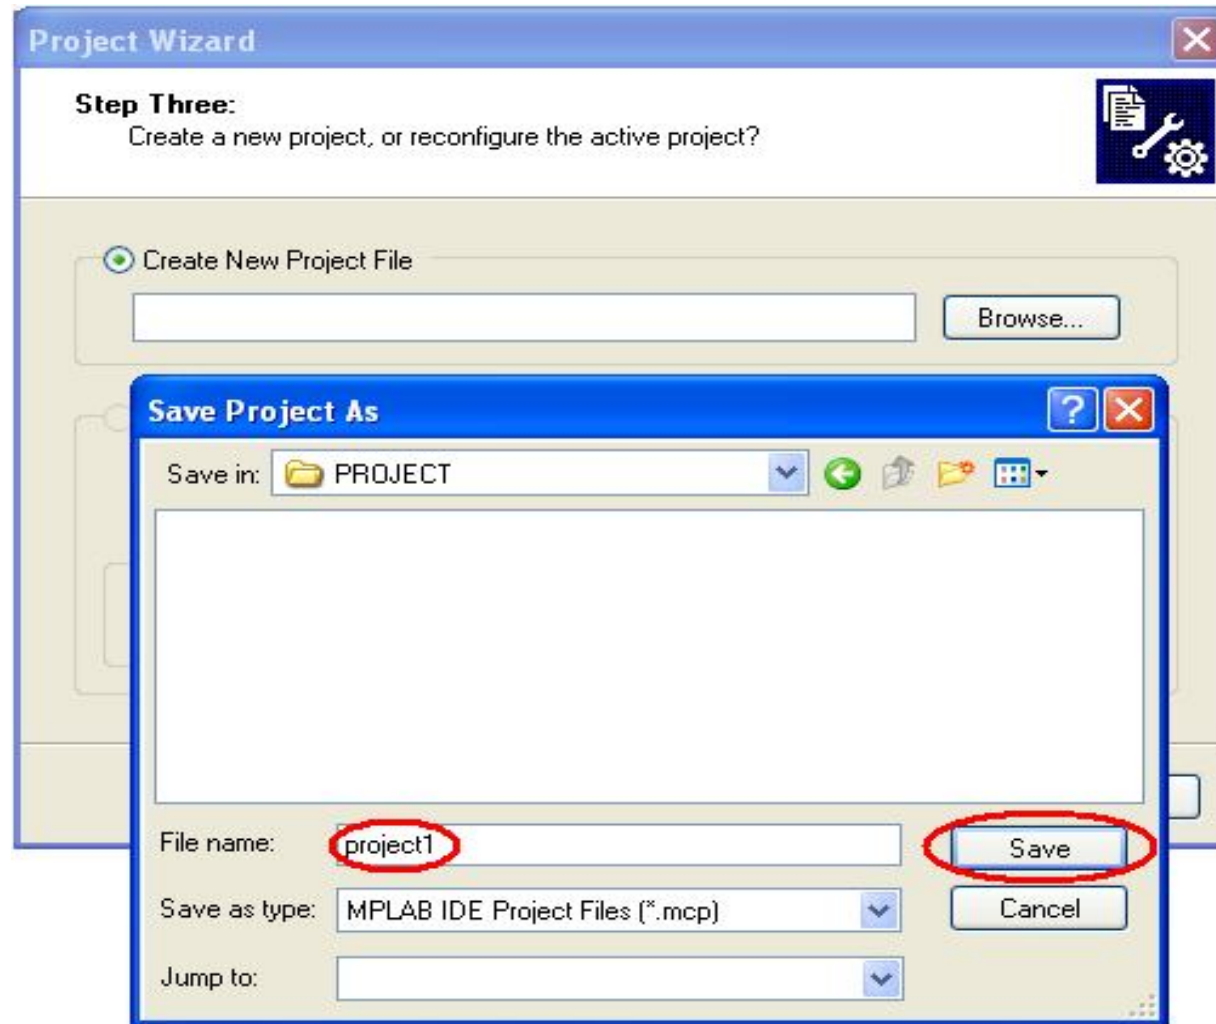 Project Wizard
Step Three:
Create a new project, or reconfigure the active project?
Create New Project File
Browse...
Save Project As
Save in: PROJECT
File name: project1 Save
Save as type: MPLAB IDE Project Files (*.mcp) Cancel
Jump to: